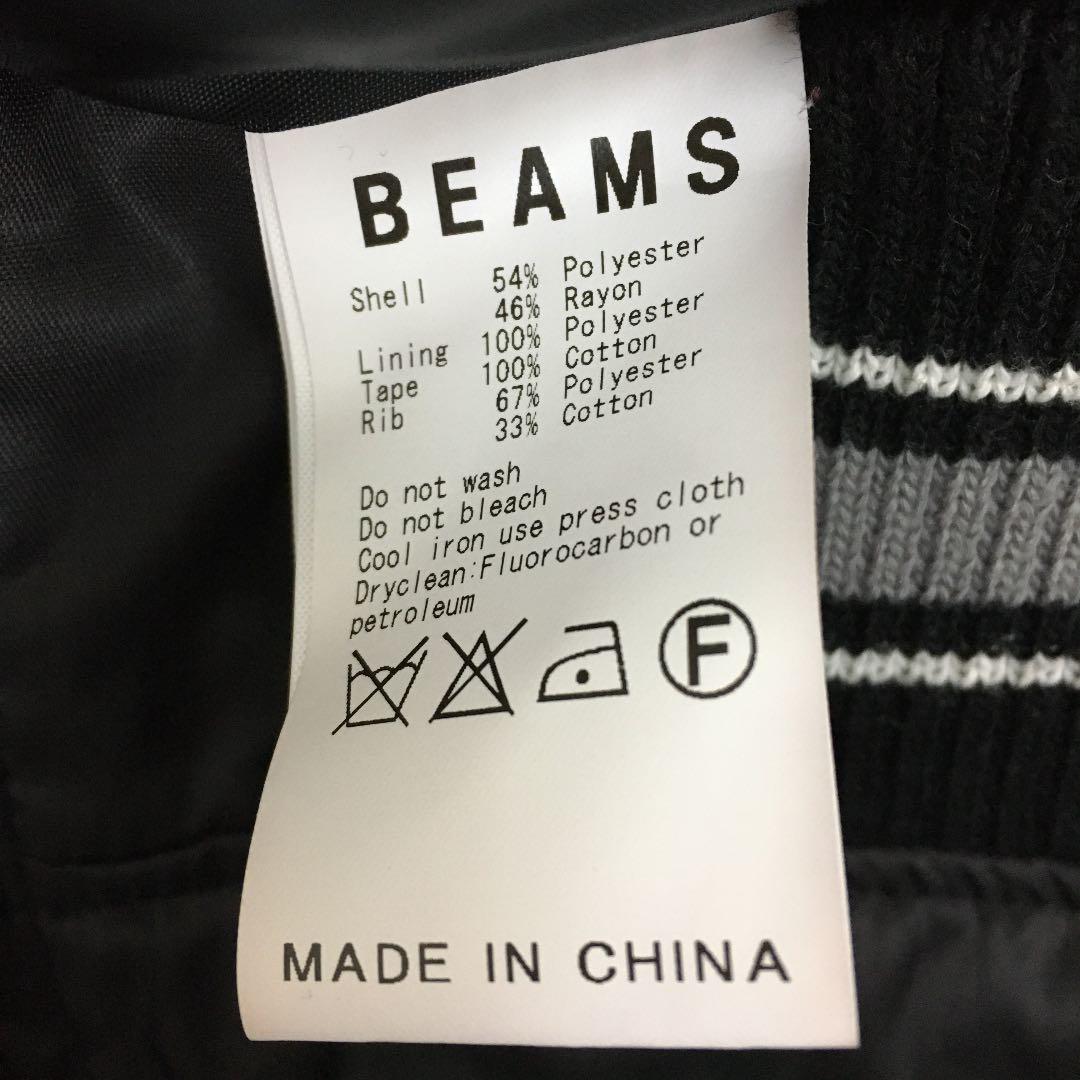 BEAMS
Shell 54% Polyester
46% Rayon
Lining 100% Polyester
Tape 100% Cotton
Rib 67% Polyester
33% Cotton
Do not wash
Do not bleach
Cool iron use press cloth
Dryclean:Fluorocarbon or
petroleum
F
MADE IN CHINA